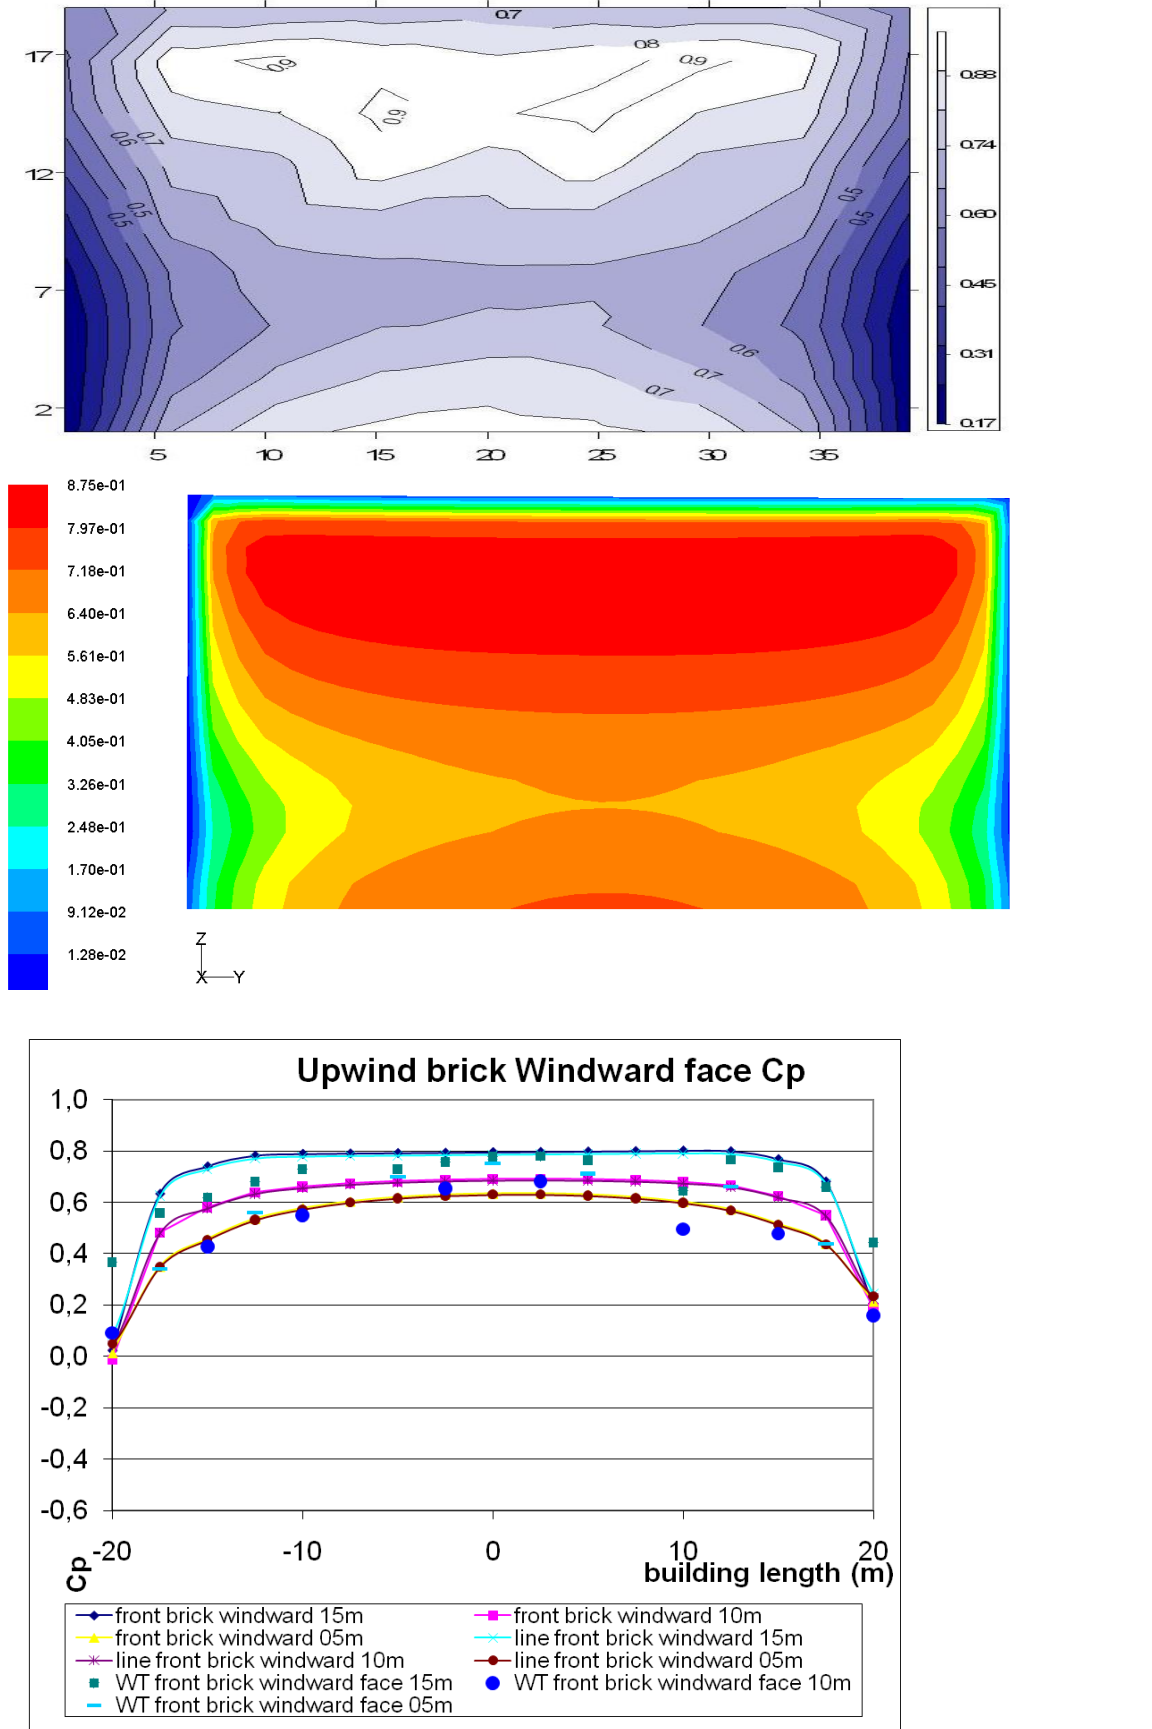 0.7
17
0.8
0.9
0.9
0.88
0.9
0.7
0.6
0.74
12
0.5
0.5
0.5
0.5
0.60
7
0.45
0.6
0.31
0.7
0.7
2
0.17
5 10 15 20 25 30 35
8.75e-01
7.97e-01
7.18e-01
6.40e-01
5.61e-01
4.83e-01
4.05e-01
3.26e-01
2.48e-01
1.70e-01
9.12e-02
1.28e-02
Z
X Y
Upwind brick Windward face Cp
1,0
0,8
0,6
0,4
0,2
0,0
-0,2
-0,4
-0,6
-20 -10 0 10 20
Cp
building length (m)
front brick windward 15m front brick windward 10m
front brick windward 05m line front brick windward 15m
line front brick windward 10m line front brick windward 05m
WT front brick windward face 15m WT front brick windward face 10m
WT front brick windward face 05m